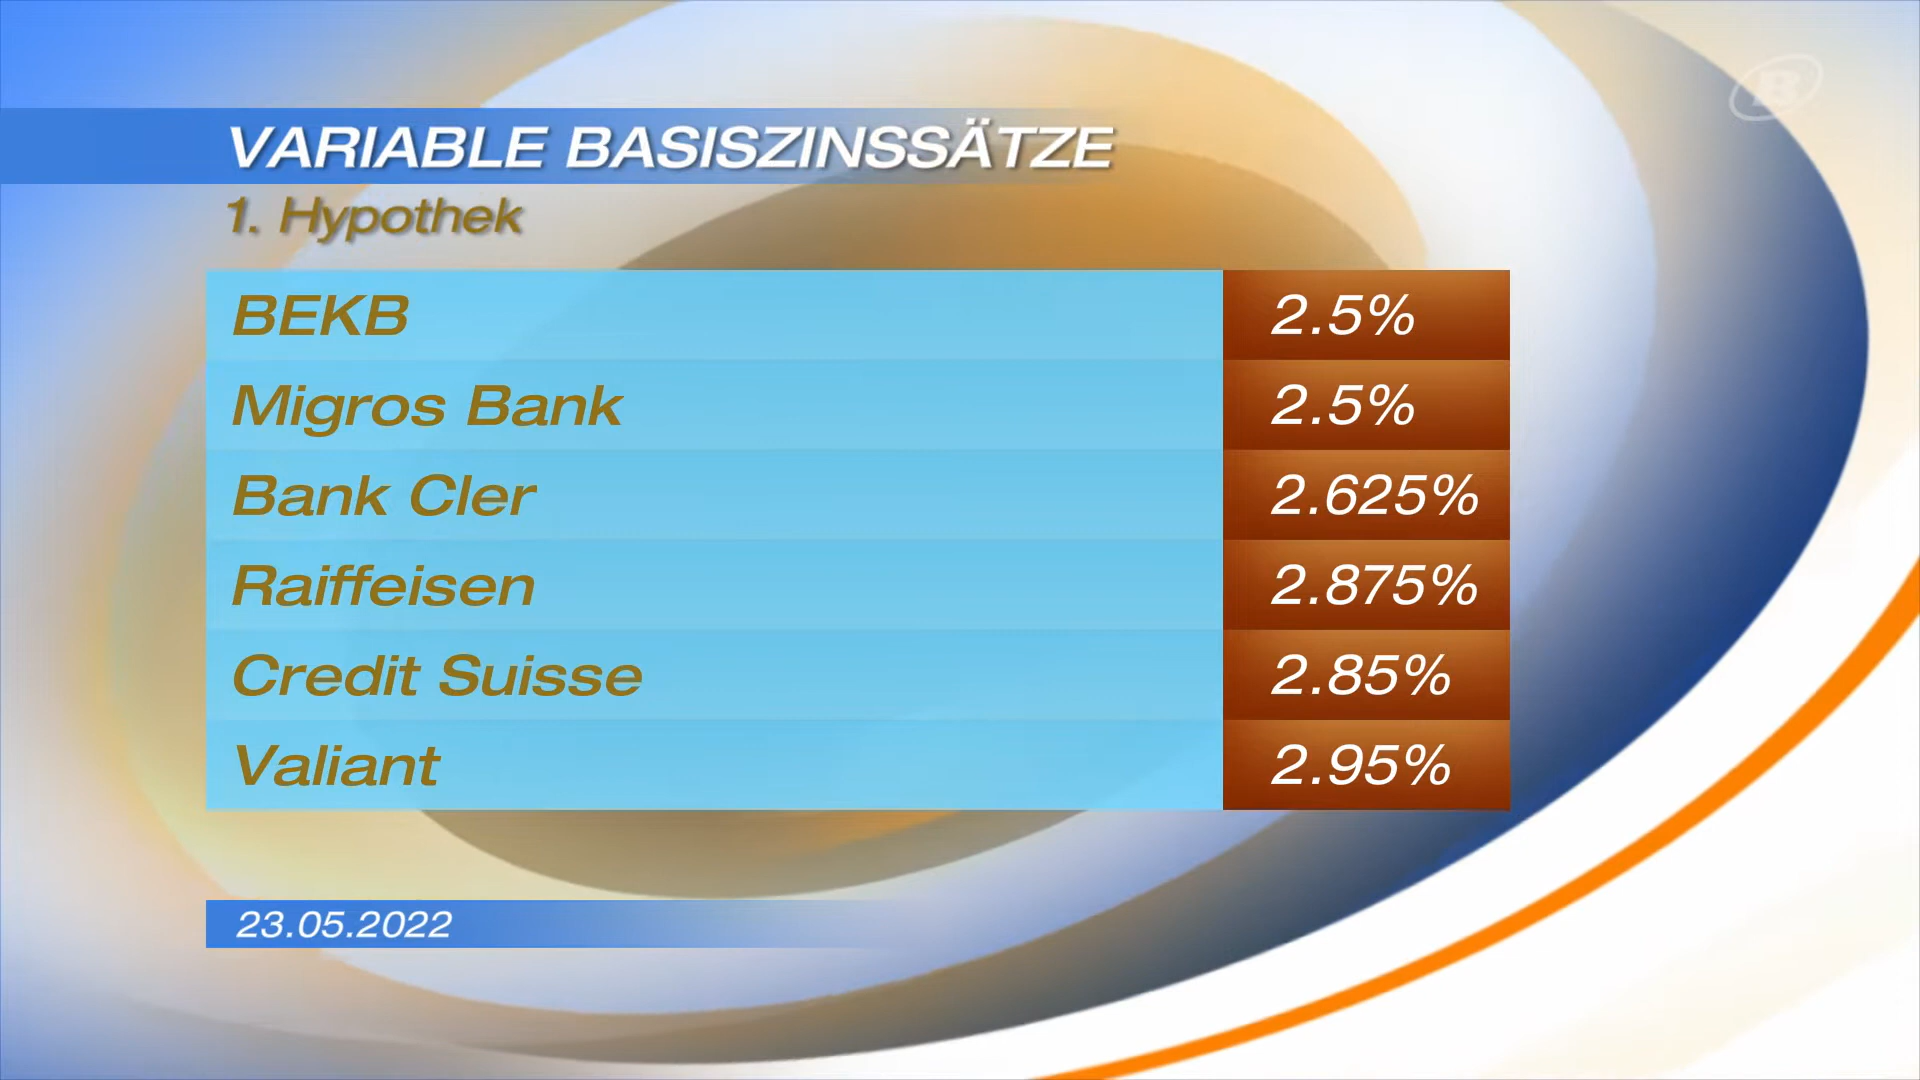 VARIABLE BASISZINSSÄTZE
1. Hypothek
BEKB 2.5%
Migros Bank 2.5%
Bank Cler 2.625%
Raiffeisen 2.875%
Credit Suisse 2.85%
Valiant 2.95%
23.05.2022
B